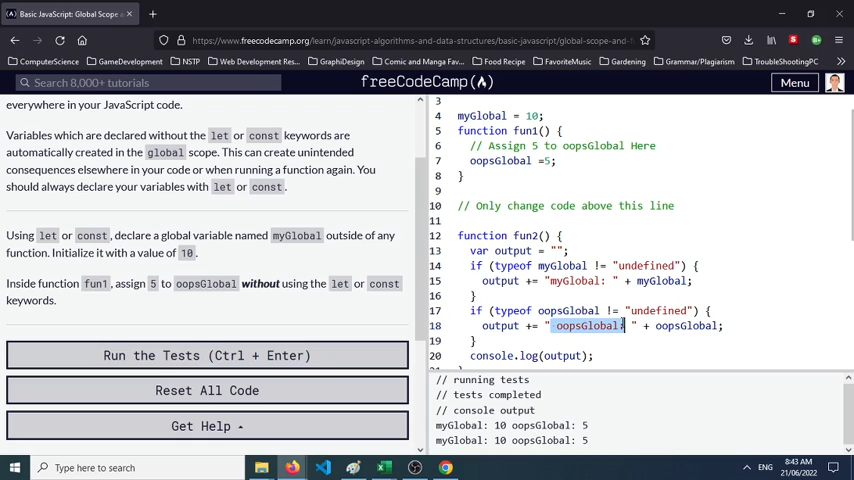 Basic JavaScript: Global Scope a
https://www.freecodecamp.org/learn/javascript-algorithms-and-data-structures/basic-javascript/global-scope-and-f
ComputerScience GameDevelopment NSTP Web Development Res... GraphiDesign Food Recipe FavoriteMusic Gardening Grammar/Plagiarism TroubleShootingPC
Search 8,000+ tutorials
freeCodeCamp
Menu
everywhere in your JavaScript code.
Variables which are declared without the let or const keywords are
automatically created in the global scope. This can create unintended
consequences elsewhere in your code or when running a function again. You
should always declare your variables with let or const.
Using let or const, declare a global variable named myGlobal outside of any
function. Initialize it with a value of 10.
Inside function fun1, assign 5 to oopsGlobal without using the let or const
keywords.
Run the Tests (Ctrl + Enter)
Reset All Code
Get Help
3
4 myGlobal = 10;
5 function fun1() {
6 // Assign 5 to oopsGlobal Here
7 oopsGlobal =5;
8 }
9
10 // Only change code above this line
11
12 function fun2() {
13 var output = "";
14 if (typeof myGlobal != "undefined") {
15 output += "myGlobal: " + myGlobal;
16 }
17 if (typeof oopsGlobal != "undefined") {
18 output += " oopsGlobal: " + oopsGlobal;
19 }
20 console.log(output);
21 }
// running tests
// tests completed
// console output
myGlobal: 10 oopsGlobal: 5
myGlobal: 10 oopsGlobal: 5
Type here to search
ENG
8:43 AM
21/06/2022